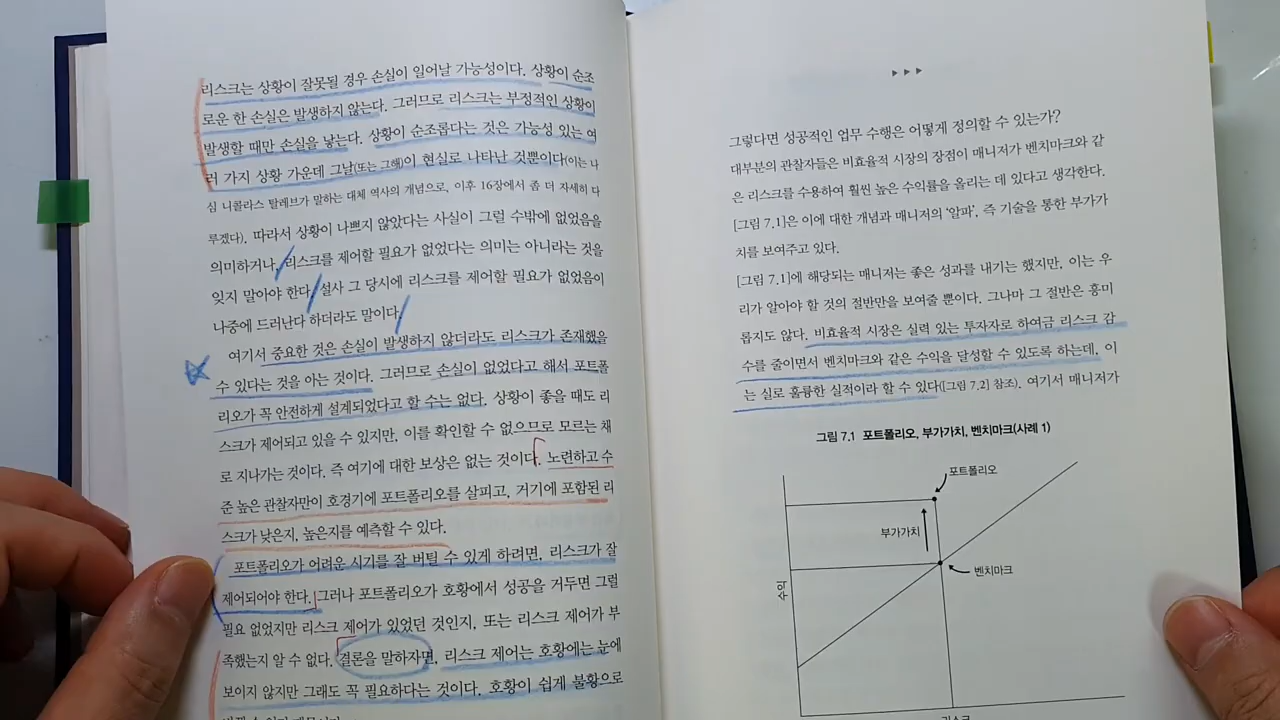 리스크는 상황이 잘못될 경우 손실이 일어날 가능성이다. 상황이 순조
로운 한 손실은 발생하지 않는다. 그러므로 리스크는 부정적인 상황이
발생할 때만 손실을 낳는다. 상황이 순조롭다는 것은 가능성 있는 여
러 가지 상황 가운데 그날(또는 그해)이 현실로 나타난 것뿐이다(이는 나
심 니콜라스 탈레브가 말하는 대체 역사의 개념으로, 이후 16장에서 좀 더 자세히 다
루겠다). 따라서 상황이 나쁘지 않았다는 사실이 그럴 수밖에 없었음을
의미하거나, 리스크를 제어할 필요가 없었다는 의미는 아니라는 것을
잊지 말아야 한다. 설사 그 당시에 리스크를 제어할 필요가 없었음이
나중에 드러난다 하더라도 말이다.
여기서 중요한 것은 손실이 발생하지 않더라도 리스크가 존재했을
수 있다는 것을 아는 것이다. 그러므로 손실이 없었다고 해서 포트폴
리오가 꼭 안전하게 설계되었다고 할 수는 없다. 상황이 좋을 때도 리
스크가 제어되고 있을 수 있지만, 이를 확인할 수 없으므로 모르는 채
로 지나가는 것이다. 즉 여기에 대한 보상은 없는 것이다. 노련하고 수
준 높은 관찰자만이 호경기에 포트폴리오를 살피고, 거기에 포함된 리
스크가 낮은지, 높은지를 예측할 수 있다.
포트폴리오가 어려운 시기를 잘 버틸 수 있게 하려면, 리스크가 잘
제어되어야 한다. 그러나 포트폴리오가 호황에서 성공을 거두면 그럴
필요 없었지만 리스크 제어가 있었던 것인지, 또는 리스크 제어가 부
족했는지 알 수 없다. 결론을 말하자면, 리스크 제어는 호황에는 눈에
보이지 않지만 그래도 꼭 필요하다는 것이다. 호황이 쉽게 불황으로
그렇다면 성공적인 업무 수행은 어떻게 정의할 수 있는가?
대부분의 관찰자들은 비효율적 시장의 장점이 매니저가 벤치마크와 같
은 리스크를 수용하여 훨씬 높은 수익률을 올리는 데 있다고 생각한다.
[그림 7.1]은 이에 대한 개념과 매니저의 '알파', 즉 기술을 통한 부가가
치를 보여주고 있다.
[그림 7.1]에 해당되는 매니저는 좋은 성과를 내기는 했지만, 이는 우
리가 알아야 할 것의 절반만을 보여줄 뿐이다. 그나마 그 절반은 흥미
롭지도 않다. 비효율적 시장은 실력 있는 투자자로 하여금 리스크 감
수를 줄이면서 벤치마크와 같은 수익을 달성할 수 있도록 하는데, 이
는 실로 훌륭한 실적이라 할 수 있다([그림 7.2] 참조). 여기서 매니저가
그림 7.1 포트폴리오, 부가가치, 벤치마크(사례 1)
포트폴리오
부가가치
벤치마크
수익